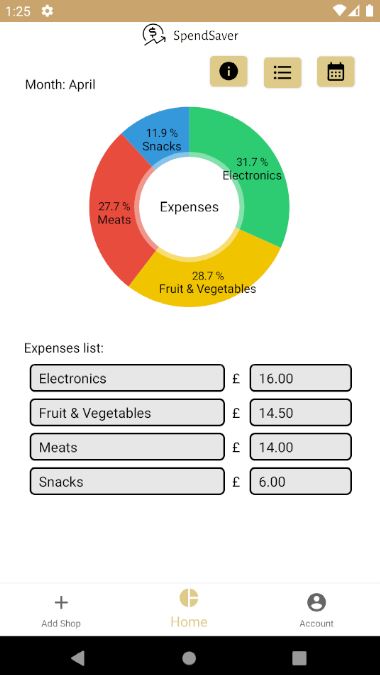 1:25
SpendSaver
Month: April
11.9 %
Snacks
31.7 %
Electronics
27.7 %
Meats
Expenses
28.7 %
Fruit & Vegetables
Expenses list:
Electronics £ 16.00
Fruit & Vegetables £ 14.50
Meats £ 14.00
Snacks £ 6.00
Add Shop
Home
Account